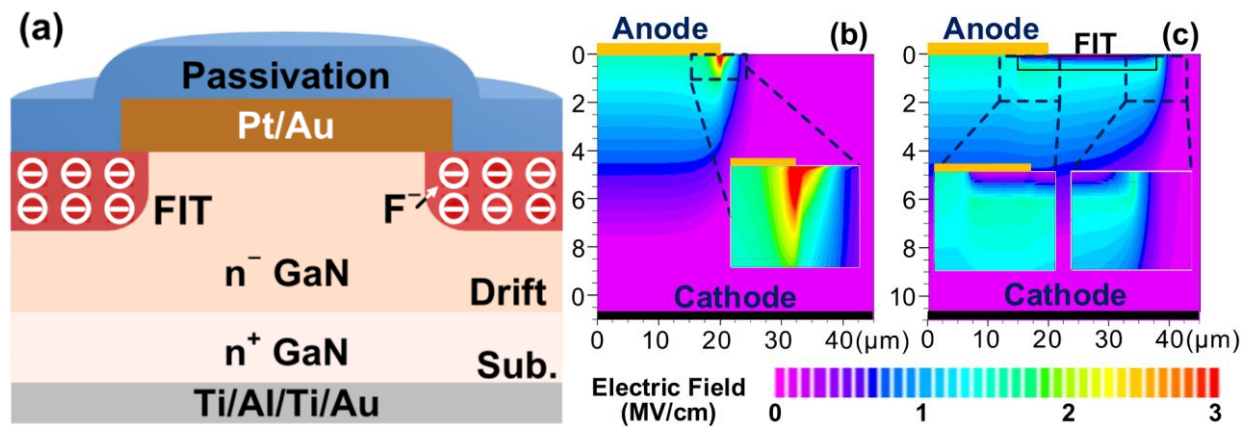 (a)
Passivation
Pt/Au
FIT
F⁻
n⁻ GaN
Drift
n⁺ GaN
Sub.
Ti/Al/Ti/Au
Anode
(b)
0
2
4
6
8
0
Cathode
0 20 40(μm)
Anode
FIT
(c)
0
2
4
6
8
10
Cathode
0 10 20 30 40(μm)
Electric Field
(MV/cm)
0 1 2 3